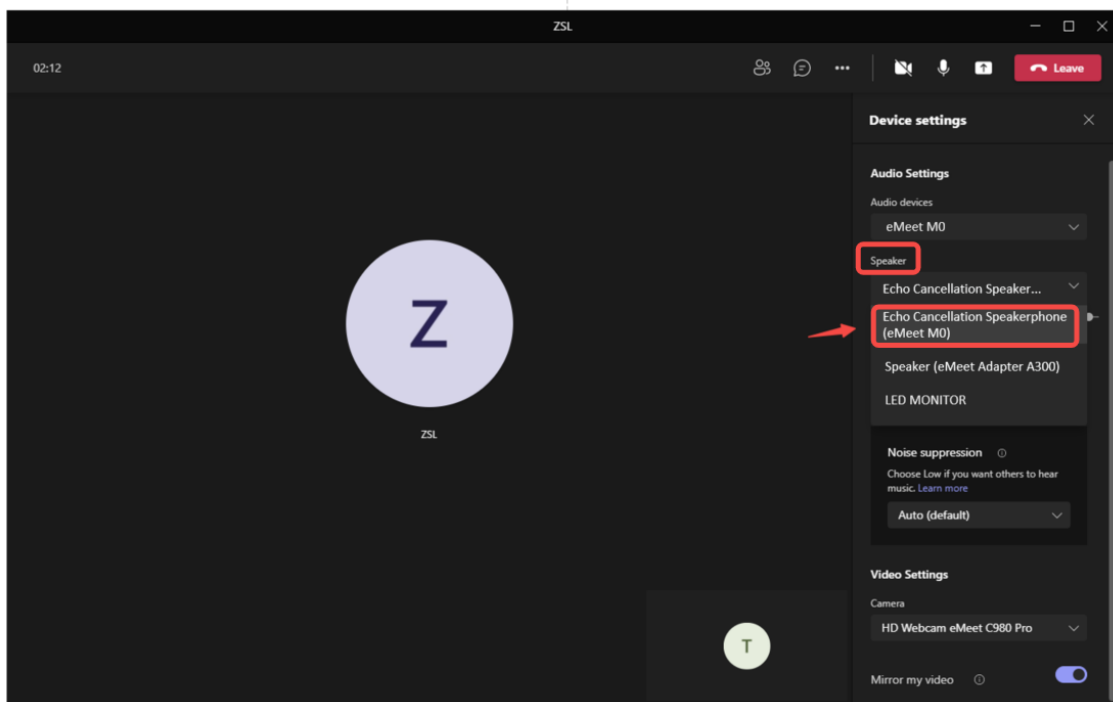 ZSL
02:12
Leave
Device settings
Audio Settings
Audio devices
eMeet M0
Speaker
Echo Cancellation Speaker...
Echo Cancellation Speakerphone
(eMeet M0)
Speaker (eMeet Adapter A300)
LED MONITOR
Z
ZSL
Noise suppression
Choose Low if you want others to hear
music. Learn more
Auto (default)
Video Settings
Camera
HD Webcam eMeet C980 Pro
T
Mirror my video